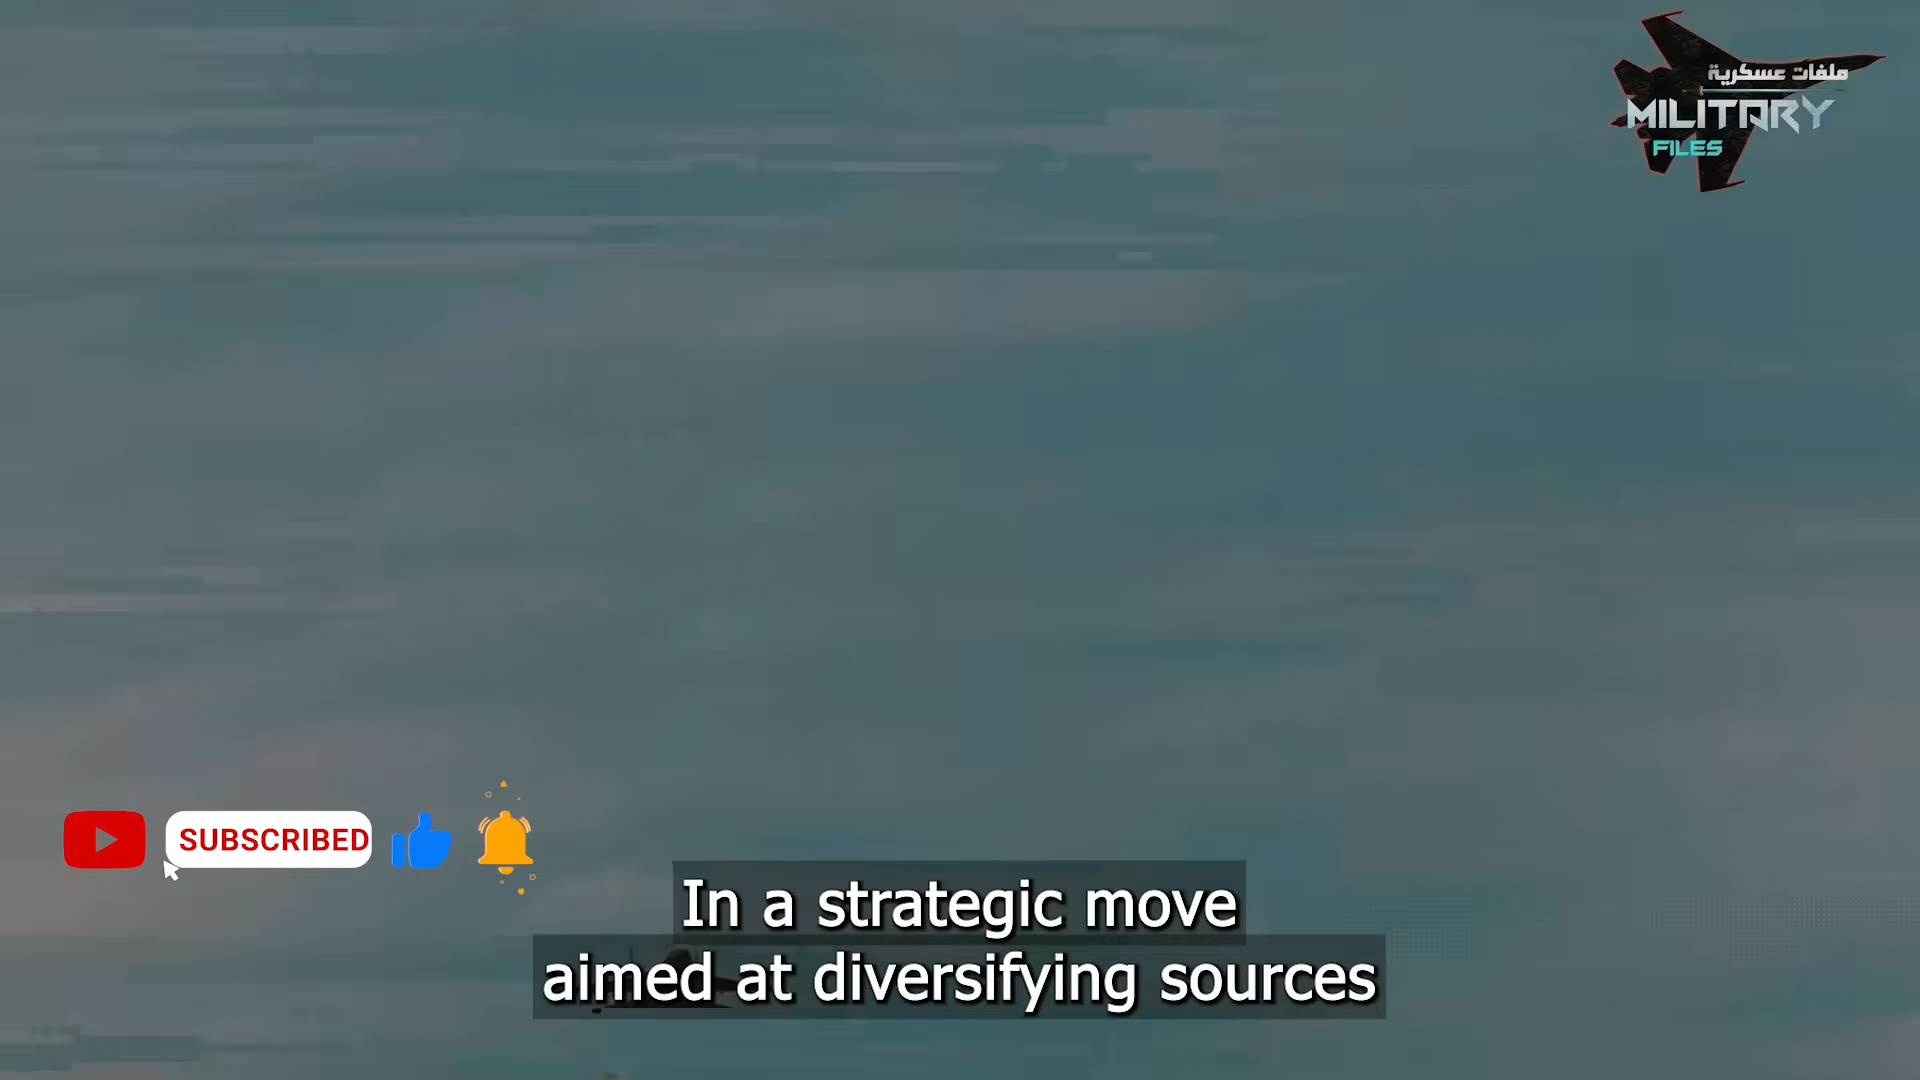 ملفات عسكرية
MILITARY
FILES
SUBSCRIBED
In a strategic move
aimed at diversifying sources